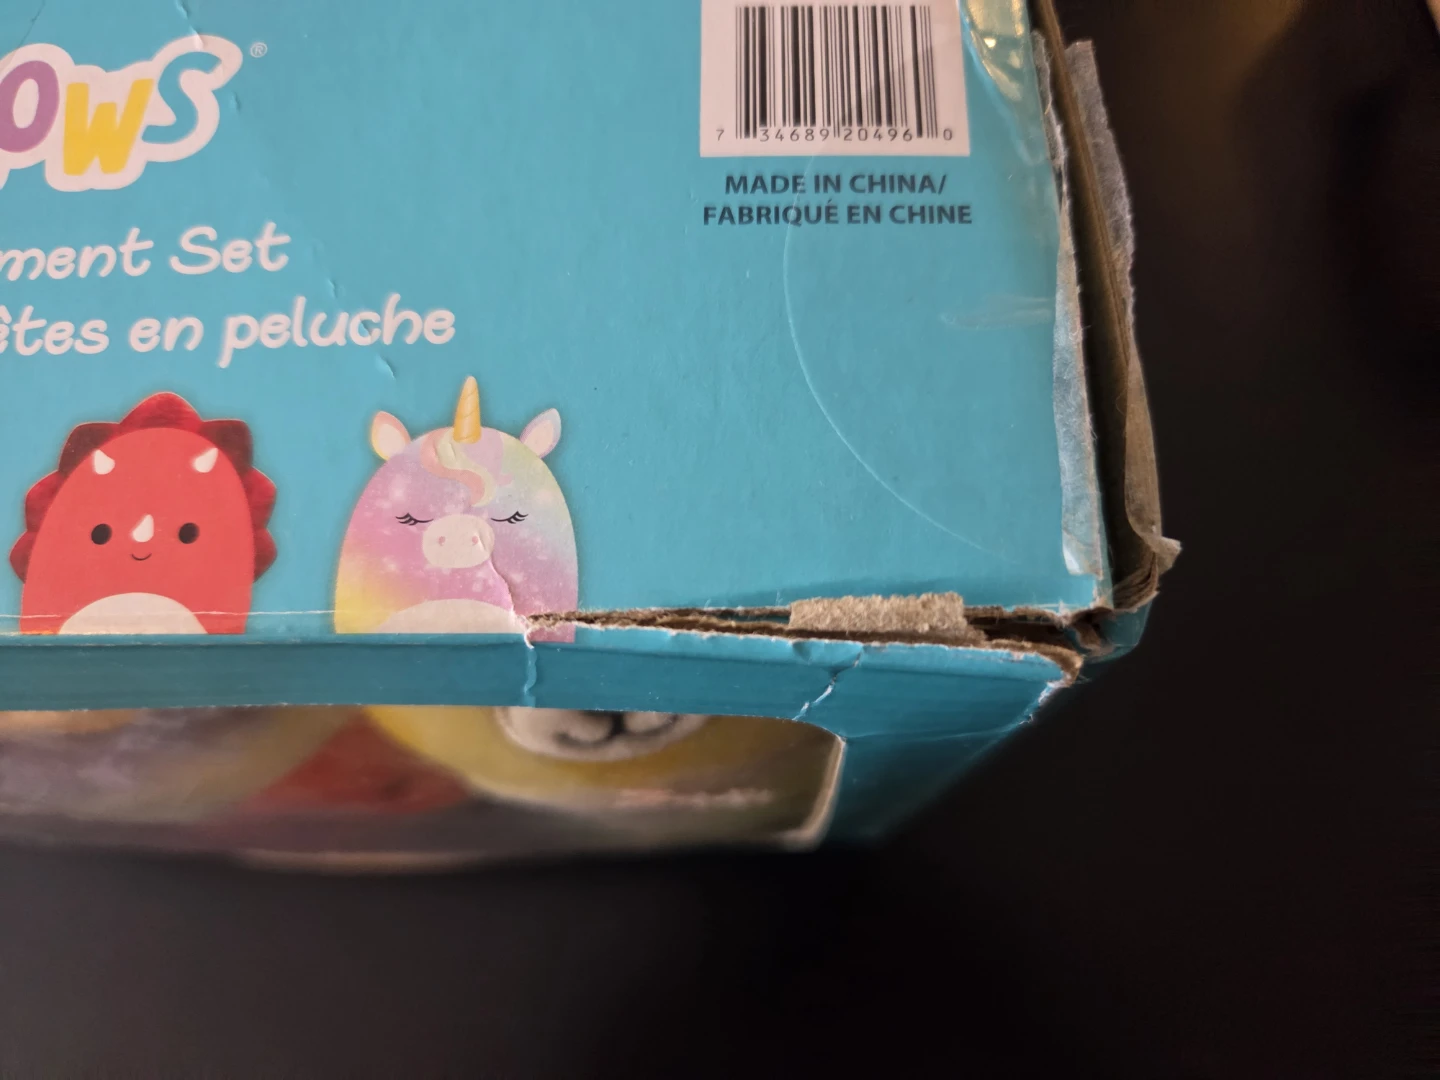 OWS®
7 34689 20496 0
MADE IN CHINA/
FABRIQUÉ EN CHINE
ment Set
êtes en peluche